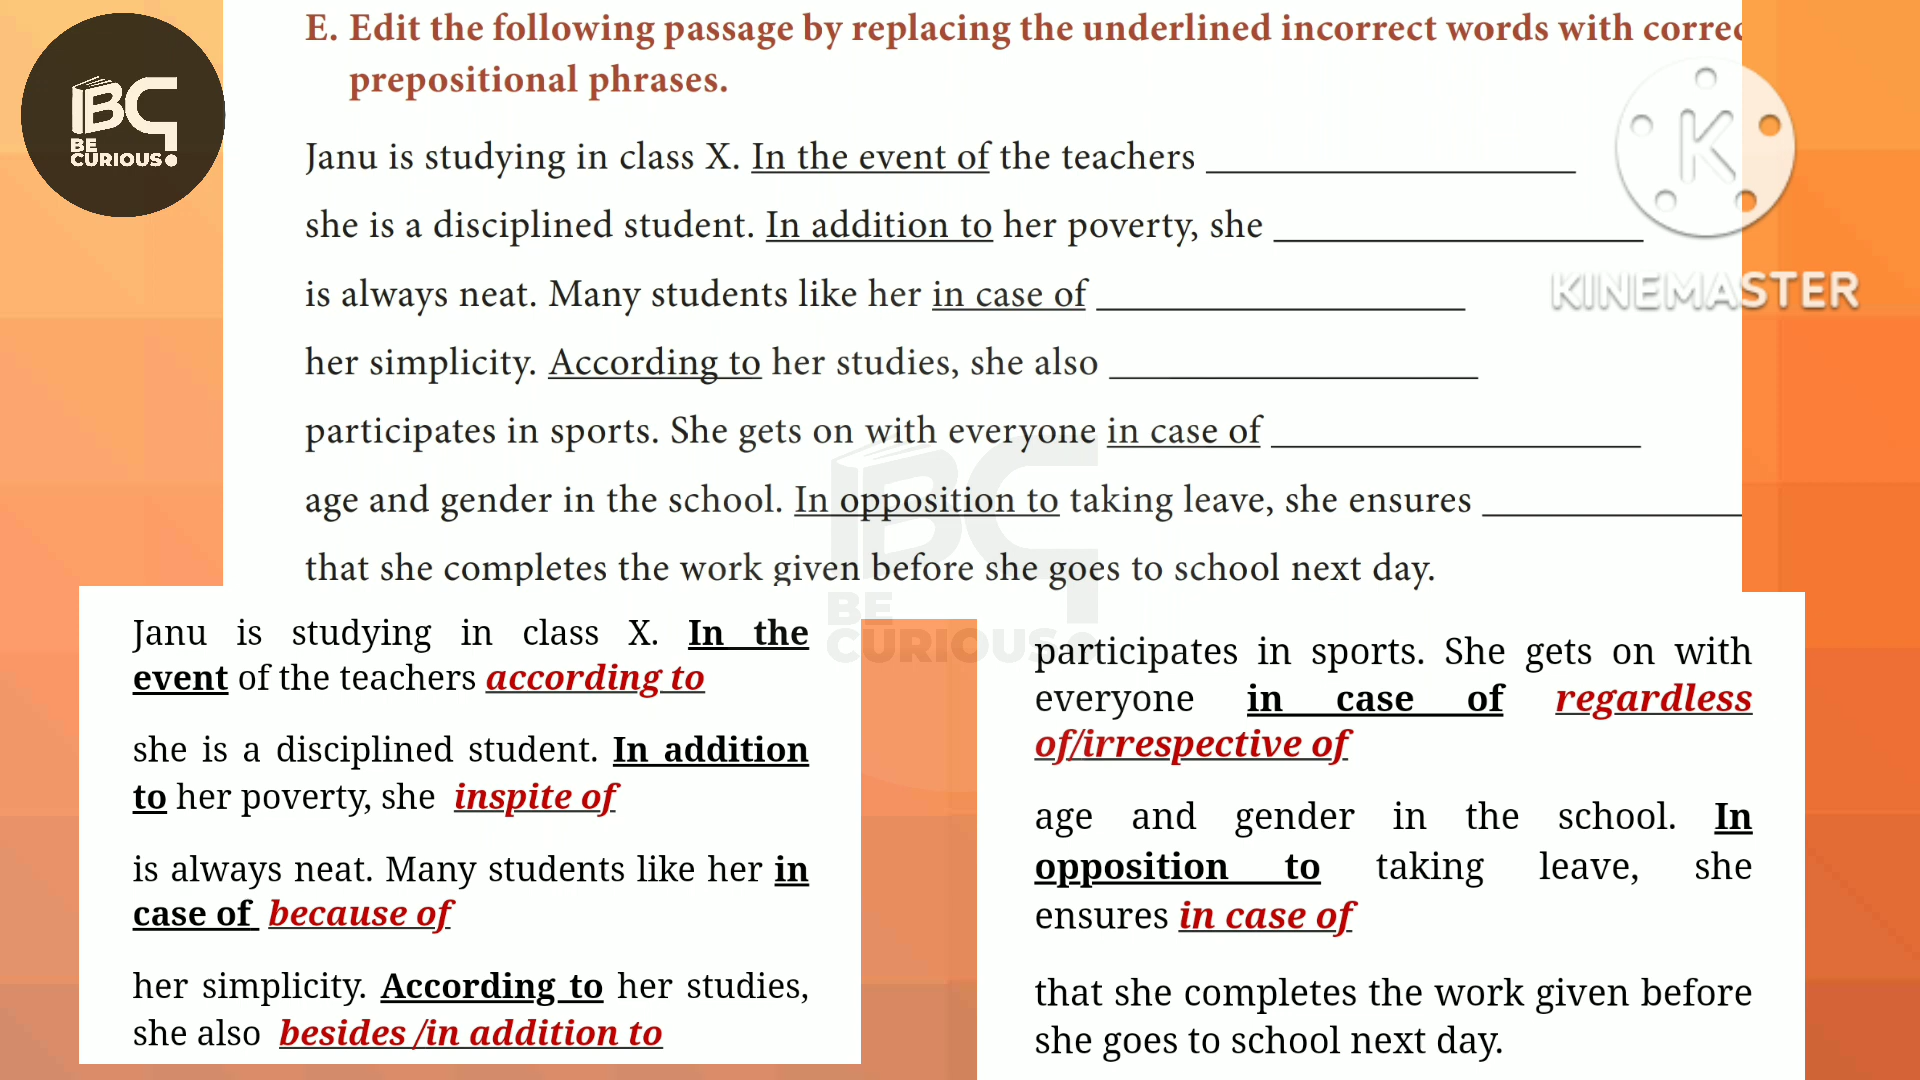 BE
CURIOUS
E. Edit the following passage by replacing the underlined incorrect words with correc
prepositional phrases.
Janu is studying in class X. In the event of the teachers ____________
she is a disciplined student. In addition to her poverty, she ____________
is always neat. Many students like her in case of ____________
her simplicity. According to her studies, she also ____________
participates in sports. She gets on with everyone in case of ____________
age and gender in the school. In opposition to taking leave, she ensures ____________
that she completes the work given before she goes to school next day.
K
KINEMASTER
BE
CURIOUS
Janu is studying in class X. In the
event of the teachers according to
she is a disciplined student. In addition
to her poverty, she inspite of
is always neat. Many students like her in
case of because of
her simplicity. According to her studies,
she also besides /in addition to
participates in sports. She gets on with
everyone in case of regardless
of/irrespective of
age and gender in the school. In
opposition to taking leave, she
ensures in case of
that she completes the work given before
she goes to school next day.